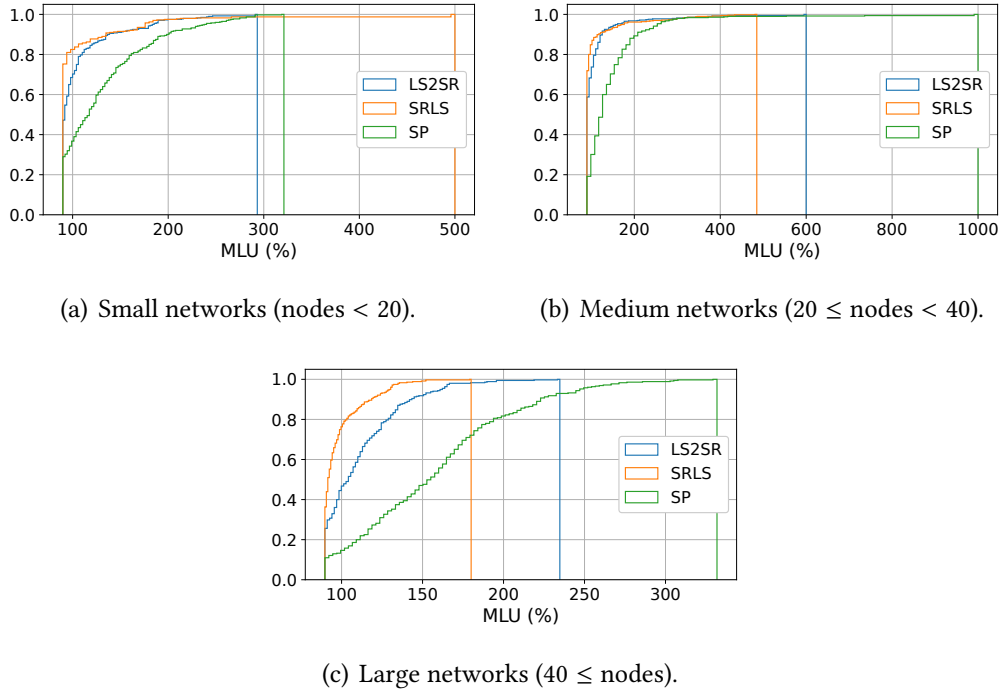 1.0
0.8
0.6
0.4
0.2
0.0
100 200 300 400 500
MLU (%)
LS2SR
SRLS
SP
(a) Small networks (nodes < 20).
1.0
0.8
0.6
0.4
0.2
0.0
200 400 600 800 1000
MLU (%)
LS2SR
SRLS
SP
(b) Medium networks (20 ≤ nodes < 40).
1.0
0.8
0.6
0.4
0.2
0.0
100 150 200 250 300
MLU (%)
LS2SR
SRLS
SP
(c) Large networks (40 ≤ nodes).